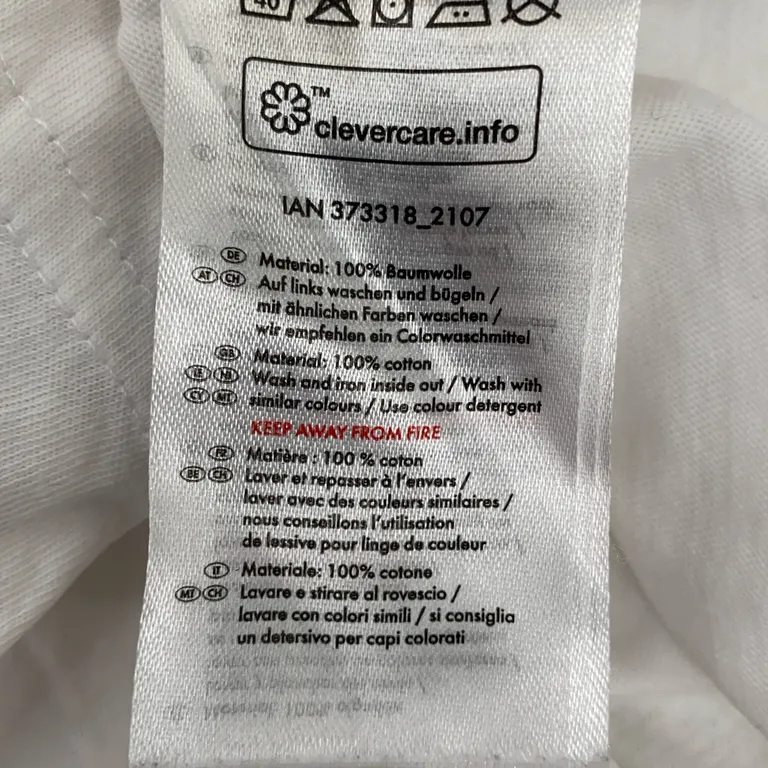 40
™
clevercare.info
IAN 373318_2107
DE Material: 100% Baumwolle
AT CH Auf links waschen und bügeln /
mit ähnlichen Farben waschen /
wir empfehlen ein Colorwaschmittel
GB Material: 100% cotton
IE NI Wash and iron inside out / Wash with
CY MT similar colours / Use colour detergent
KEEP AWAY FROM FIRE
FR Matière : 100 % coton
BE CH Laver et repasser à l'envers /
laver avec des couleurs similaires /
nous conseillons l'utilisation
de lessive pour linge de couleur
IT Materiale: 100% cotone
MT CH Lavare e stirare al rovescio /
lavare con colori simili / si consiglia
un detersivo per capi colorati